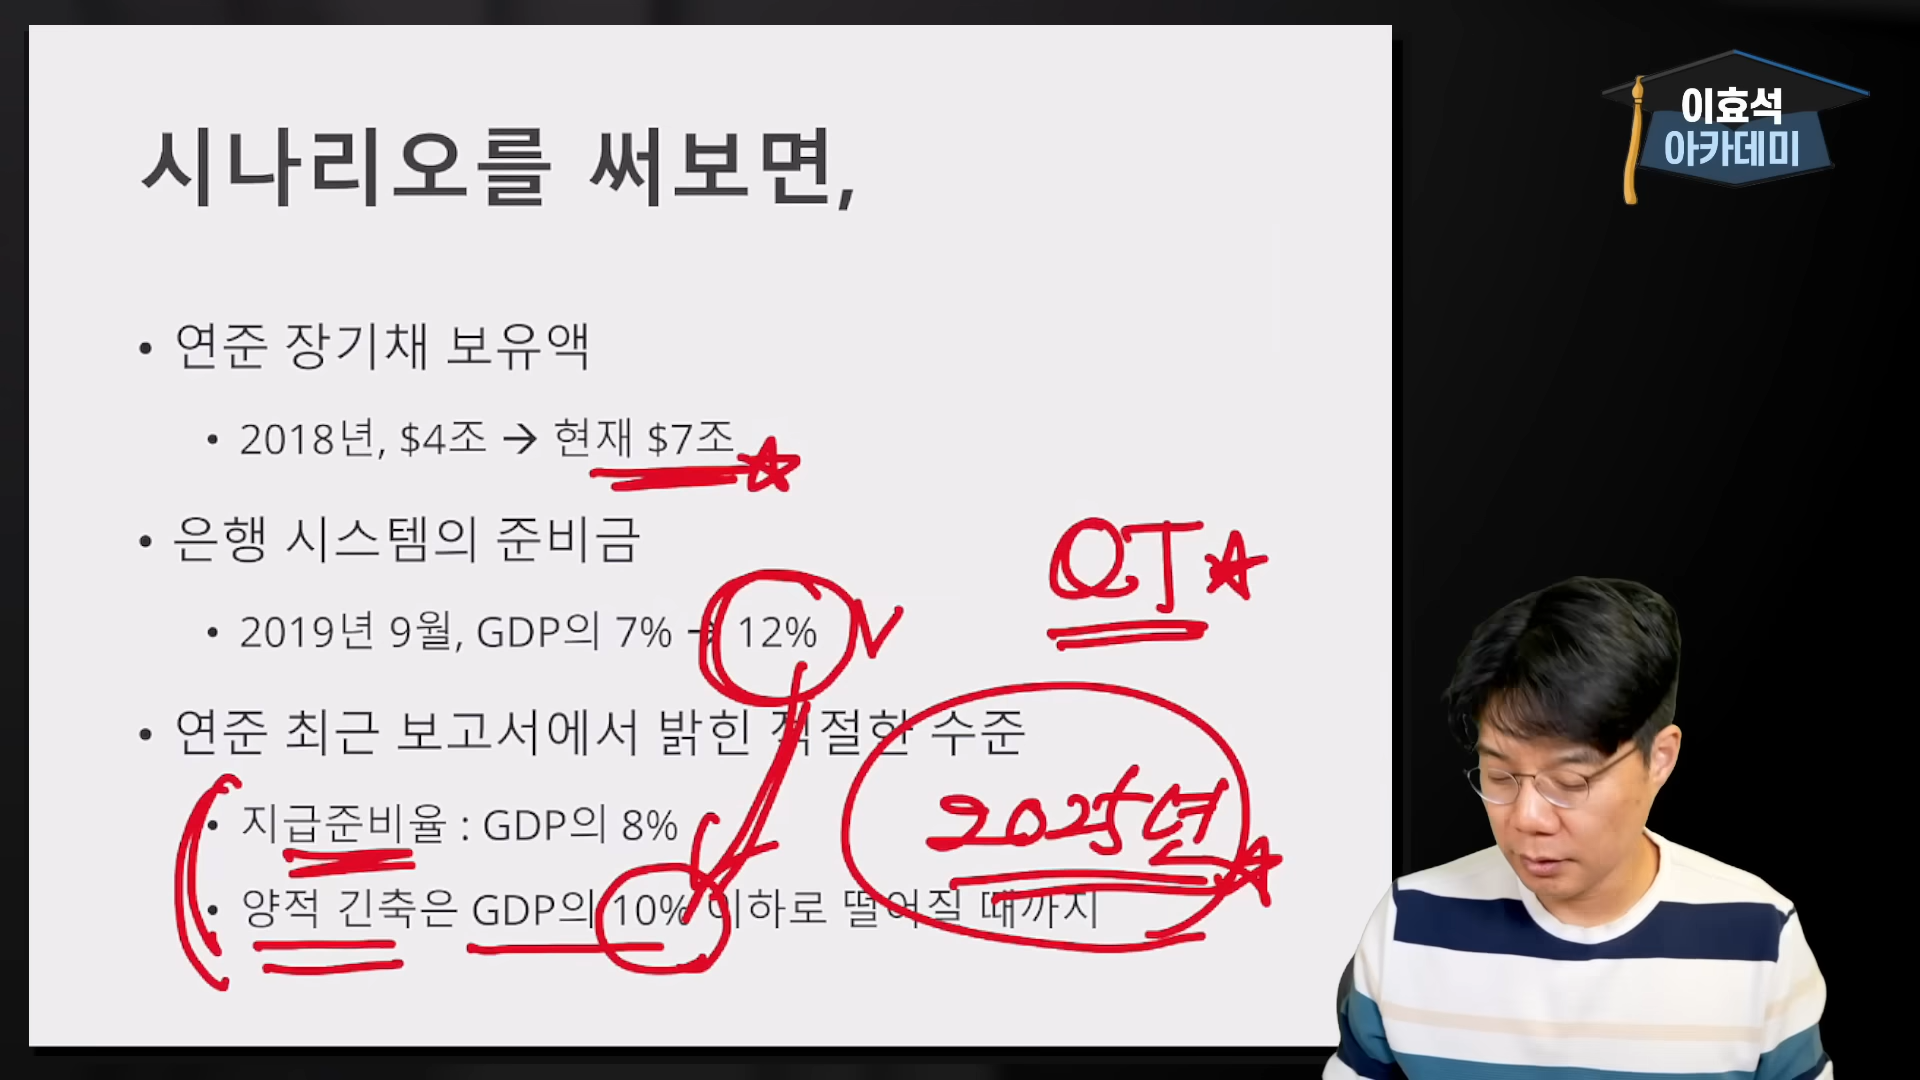 이효석
아카데미
시나리오를 써보면,
• 연준 장기채 보유액
• 2018년, $4조 → 현재 $7조
• 은행 시스템의 준비금
• 2019년 9월, GDP의 7% → 12%
QT
• 연준 최근 보고서에서 밝힌 적절한 수준
• 지급준비율 : GDP의 8%
2025년
• 양적 긴축은 GDP의 10% 이하로 떨어질 때까지